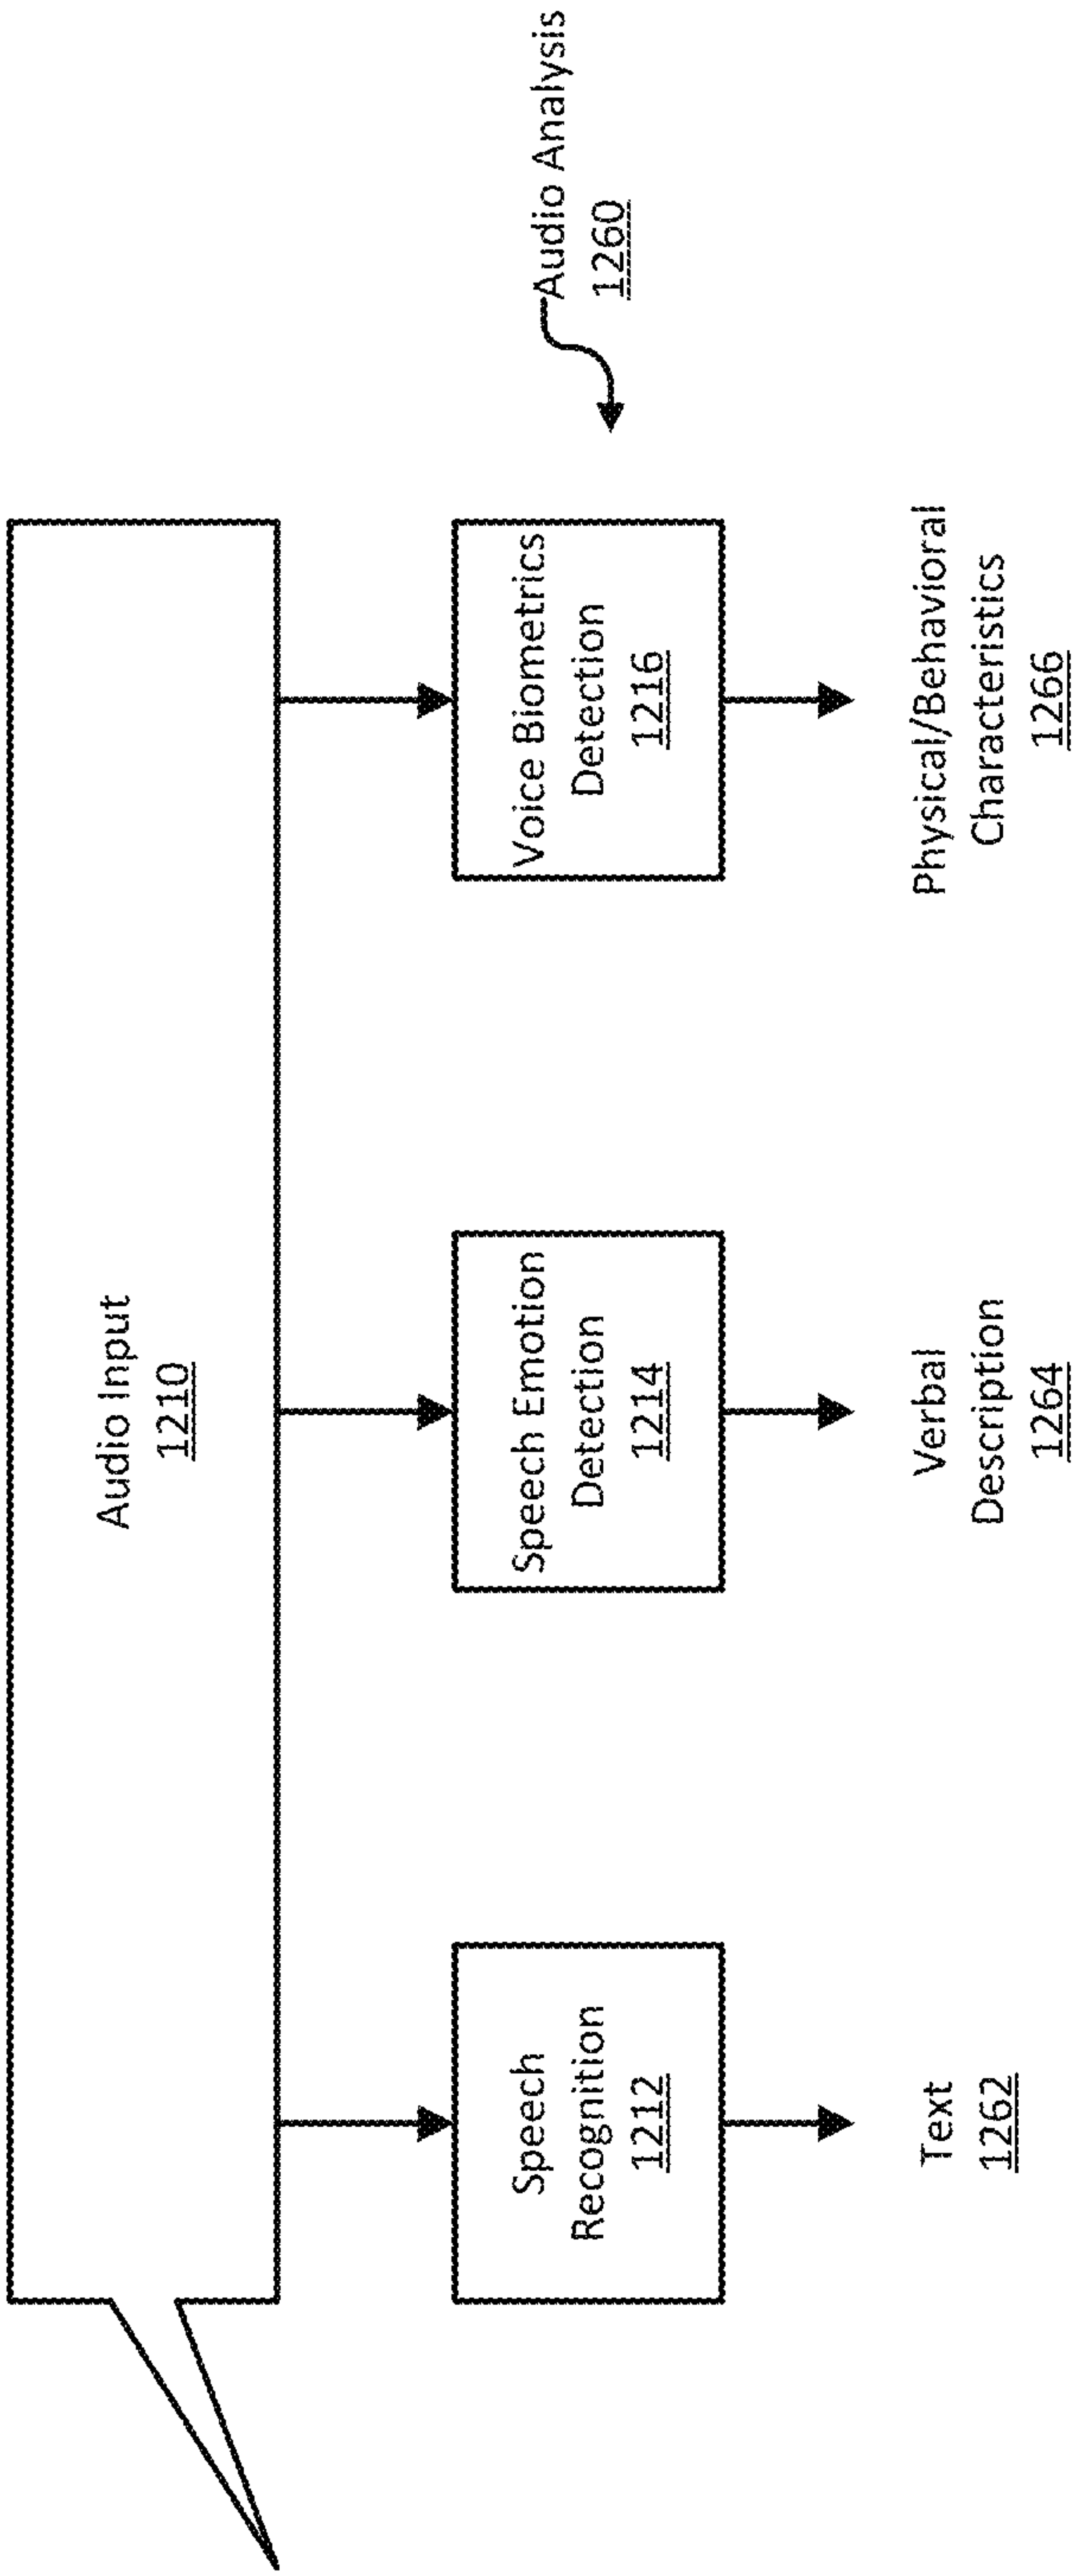 Audio Input
1210
Speech
Recognition
1212
Speech Emotion
Detection
1214
Voice Biometrics
Detection
1216
Audio Analysis
1260
Text
1262
Verbal
Description
1264
Physical/Behavioral
Characteristics
1266